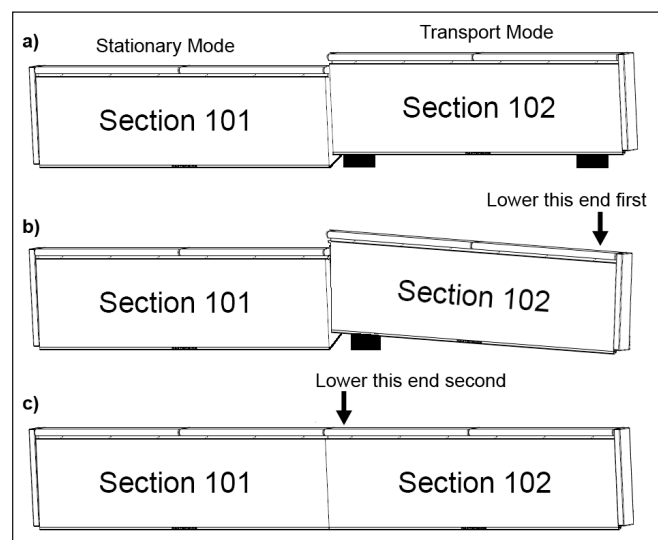 a)
Stationary Mode
Transport Mode
Section 101
Section 102
Lower this end first
b)
Section 101
Section 102
Lower this end second
c)
Section 101
Section 102